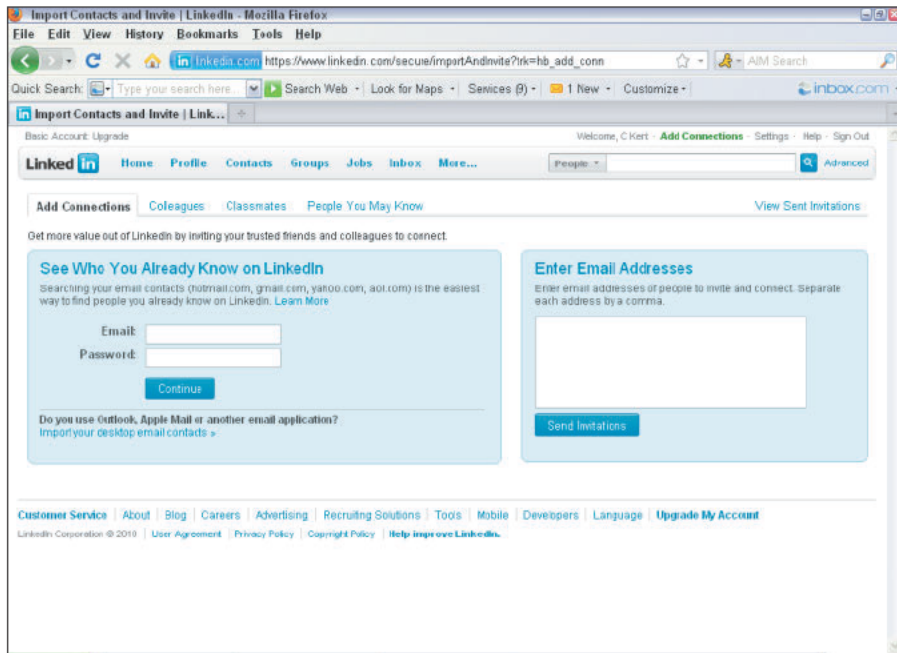 Import Contacts and Invite | LinkedIn - Mozilla Firefox
File Edit View History Bookmarks Tools Help
in linkedin.com https://www.linkedin.com/secure/importAndInvite?trk=hb_add_conn AIM Search
Quick Search: Type your search here. Search Web Look for Maps Services (9) 1 New Customize inbox.com
in Import Contacts and Invite | Link...
Basic Account: Upgrade Welcome, C Kert · Add Connections · Settings · Help · Sign Out
Linked in Home Profile Contacts Groups Jobs Inbox More... People Advanced
Add Connections Colleagues Classmates People You May Know View Sent Invitations
Get more value out of LinkedIn by inviting your trusted friends and colleagues to connect.
See Who You Already Know on LinkedIn
Searching your email contacts (hotmail.com, gmail.com, yahoo.com, aol.com) is the easiest
way to find people you already know on LinkedIn. Learn More
Email:
Password:
Continue
Do you use Outlook, Apple Mail or another email application?
Import your desktop email contacts »
Enter Email Addresses
Enter email addresses of people to invite and connect. Separate
each address by a comma.
Send Invitations
Customer Service | About | Blog | Careers | Advertising | Recruiting Solutions | Tools | Mobile | Developers | Language | Upgrade My Account
LinkedIn Corporation © 2010 | User Agreement | Privacy Policy | Copyright Policy | Help improve LinkedIn.